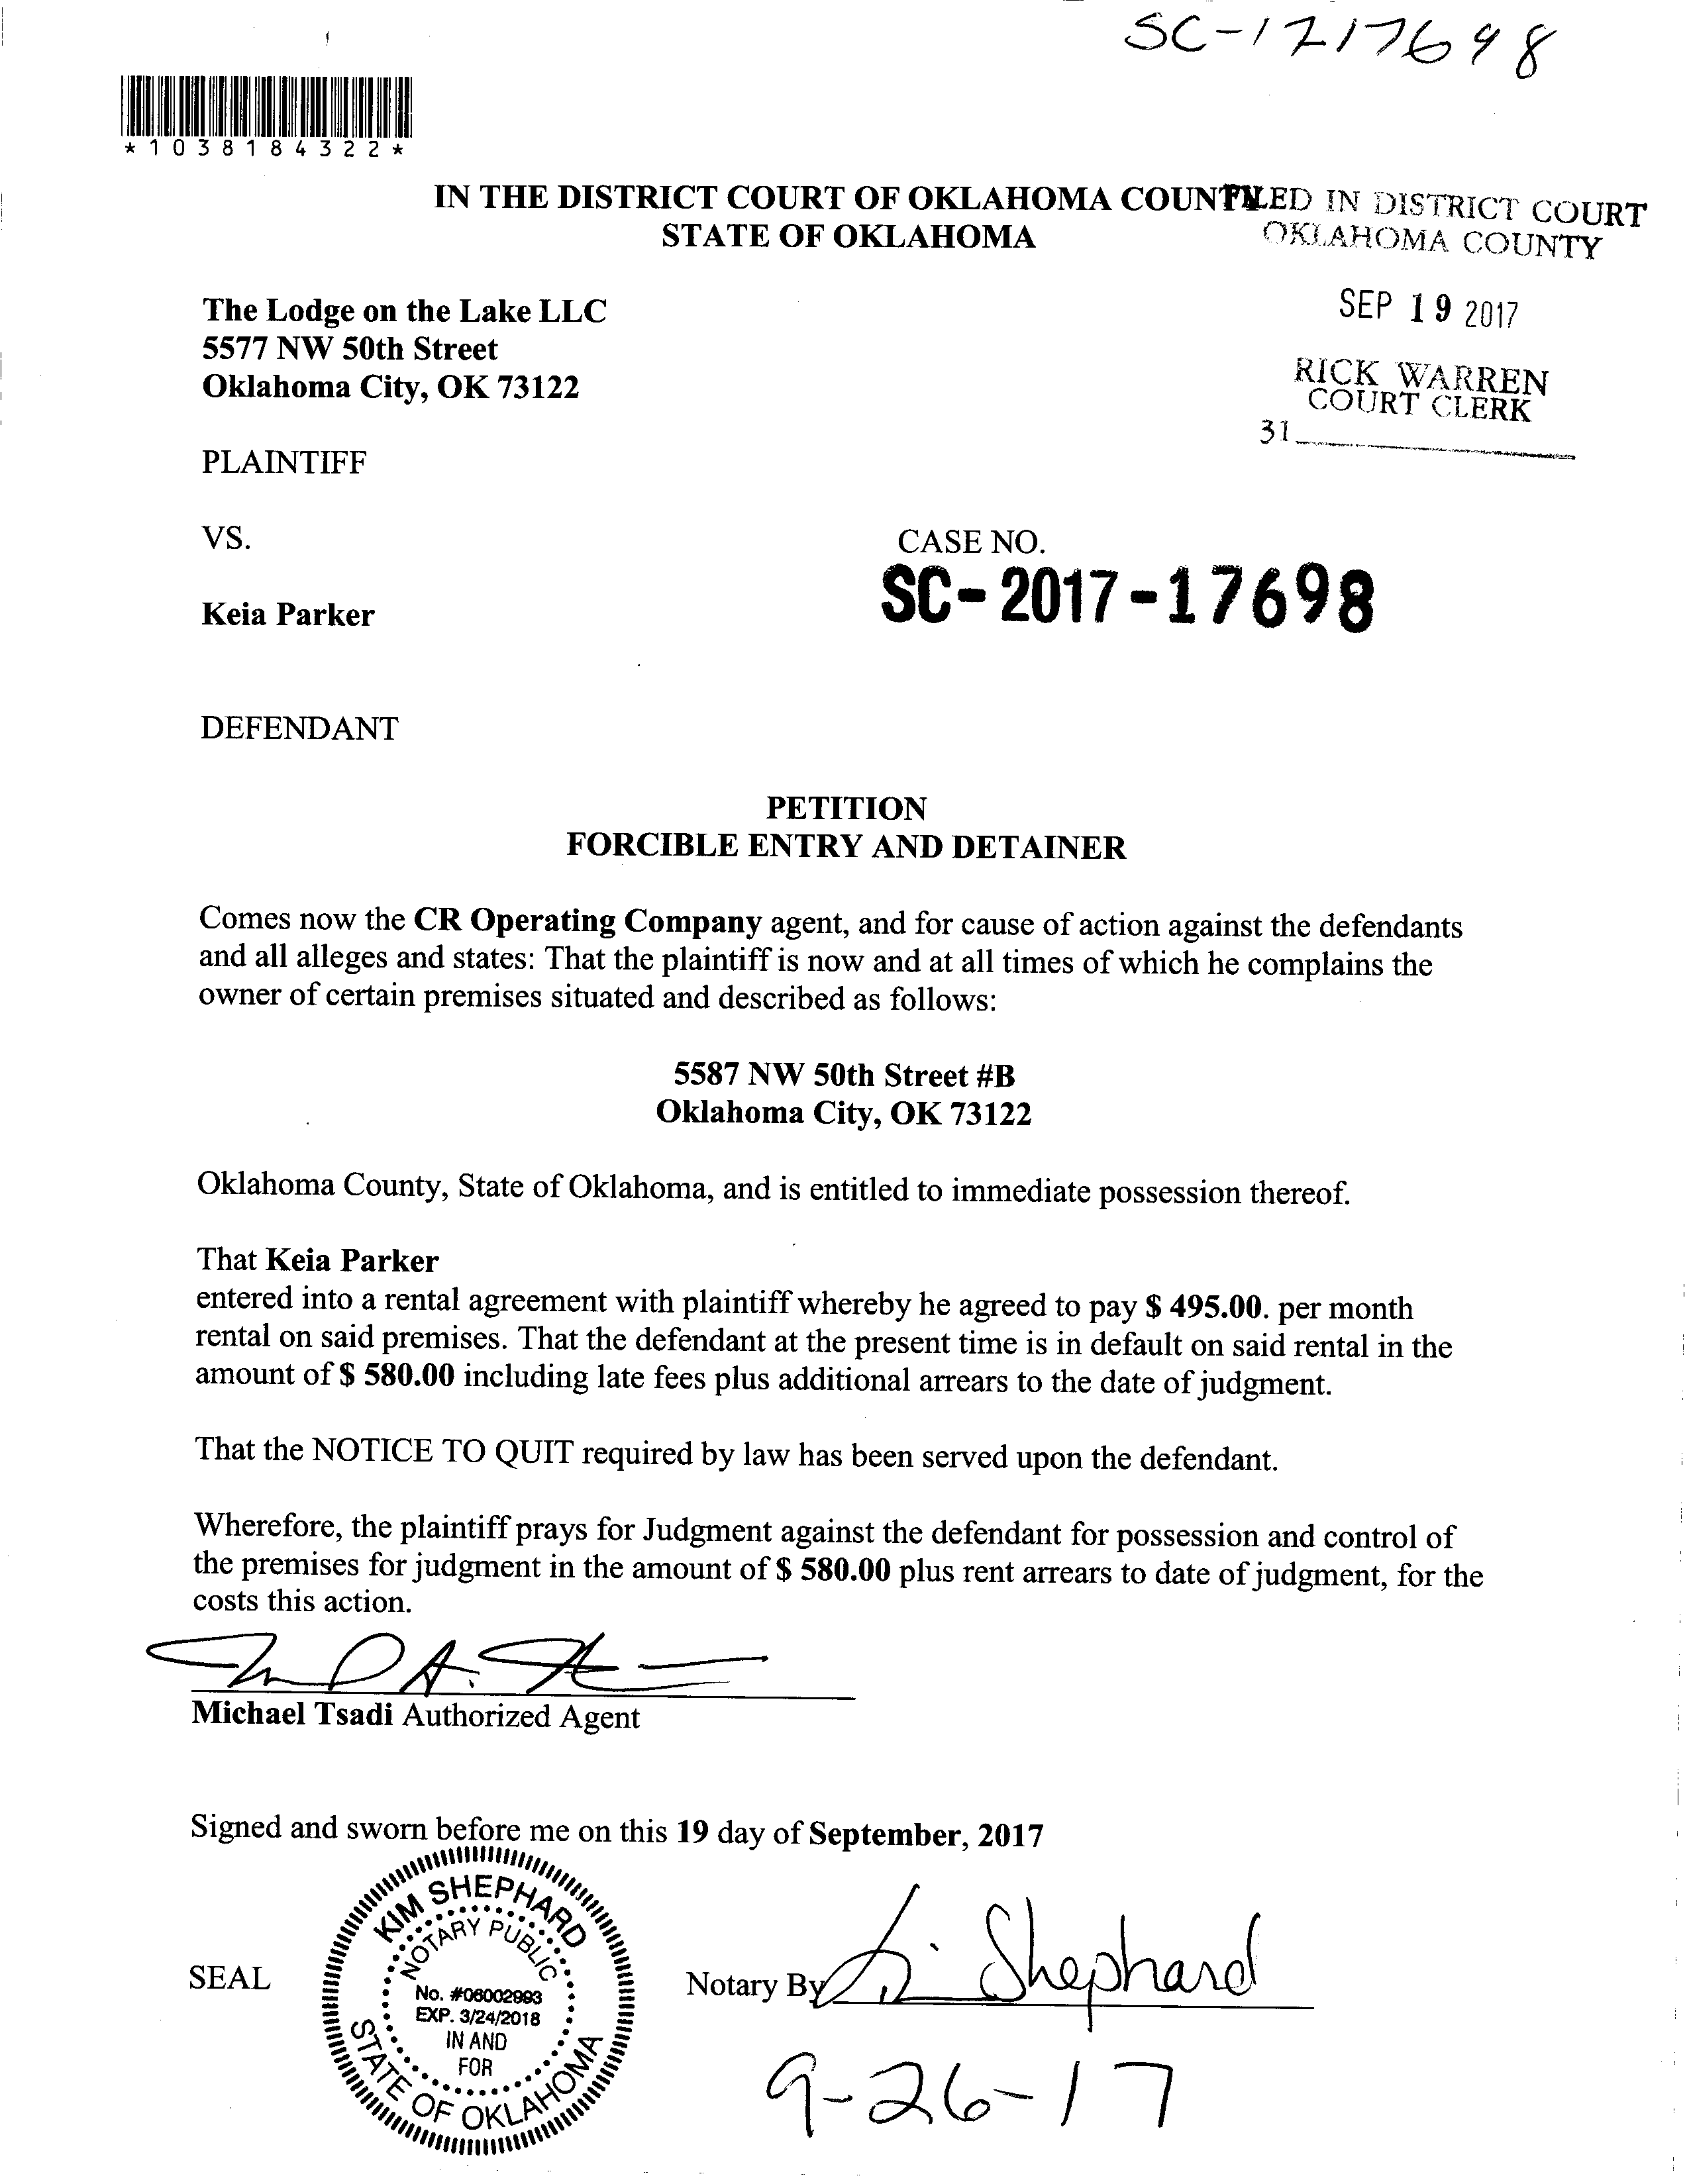 SC-1717698
*1038184322*
IN THE DISTRICT COURT OF OKLAHOMA COUNTY
STATE OF OKLAHOMA
FILED IN DISTRICT COURT
OKLAHOMA COUNTY
SEP 19 2017
RICK WARREN
COURT CLERK
31
The Lodge on the Lake LLC
5577 NW 50th Street
Oklahoma City, OK 73122
PLAINTIFF
VS.
CASE NO.
SC-2017-17698
Keia Parker
DEFENDANT
PETITION
FORCIBLE ENTRY AND DETAINER
Comes now the CR Operating Company agent, and for cause of action against the defendants
and all alleges and states: That the plaintiff is now and at all times of which he complains the
owner of certain premises situated and described as follows:
5587 NW 50th Street #B
Oklahoma City, OK 73122
Oklahoma County, State of Oklahoma, and is entitled to immediate possession thereof.
That Keia Parker
entered into a rental agreement with plaintiff whereby he agreed to pay $ 495.00. per month
rental on said premises. That the defendant at the present time is in default on said rental in the
amount of $ 580.00 including late fees plus additional arrears to the date of judgment.
That the NOTICE TO QUIT required by law has been served upon the defendant.
Wherefore, the plaintiff prays for Judgment against the defendant for possession and control of
the premises for judgment in the amount of $ 580.00 plus rent arrears to date of judgment, for the
costs this action.
Michael Tsadi Authorized Agent
Signed and sworn before me on this 19 day of September, 2017
SEAL
KIM SHEPHARD
NOTARY PUBLIC
No. #06002993
EXP. 3/24/2018
IN AND
FOR
STATE OF OKLAHOMA
Notary By Shephard
9-26-17